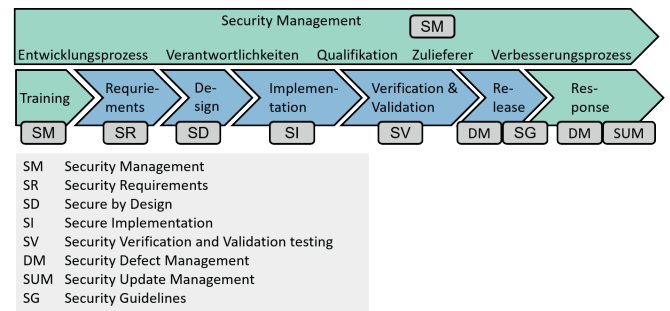 Security Management SM
Entwicklungsprozess Verantwortlichkeiten Qualifikation Zulieferer Verbesserungsprozess
Training
Requrie-
ments
De-
sign
Implemen-
tation
Verification &
Validation
Re-
lease
Res-
ponse
SM SR SD SI SV DM SG DM SUM
SM Security Management
SR Security Requirements
SD Secure by Design
SI Secure Implementation
SV Security Verification and Validation testing
DM Security Defect Management
SUM Security Update Management
SG Security Guidelines